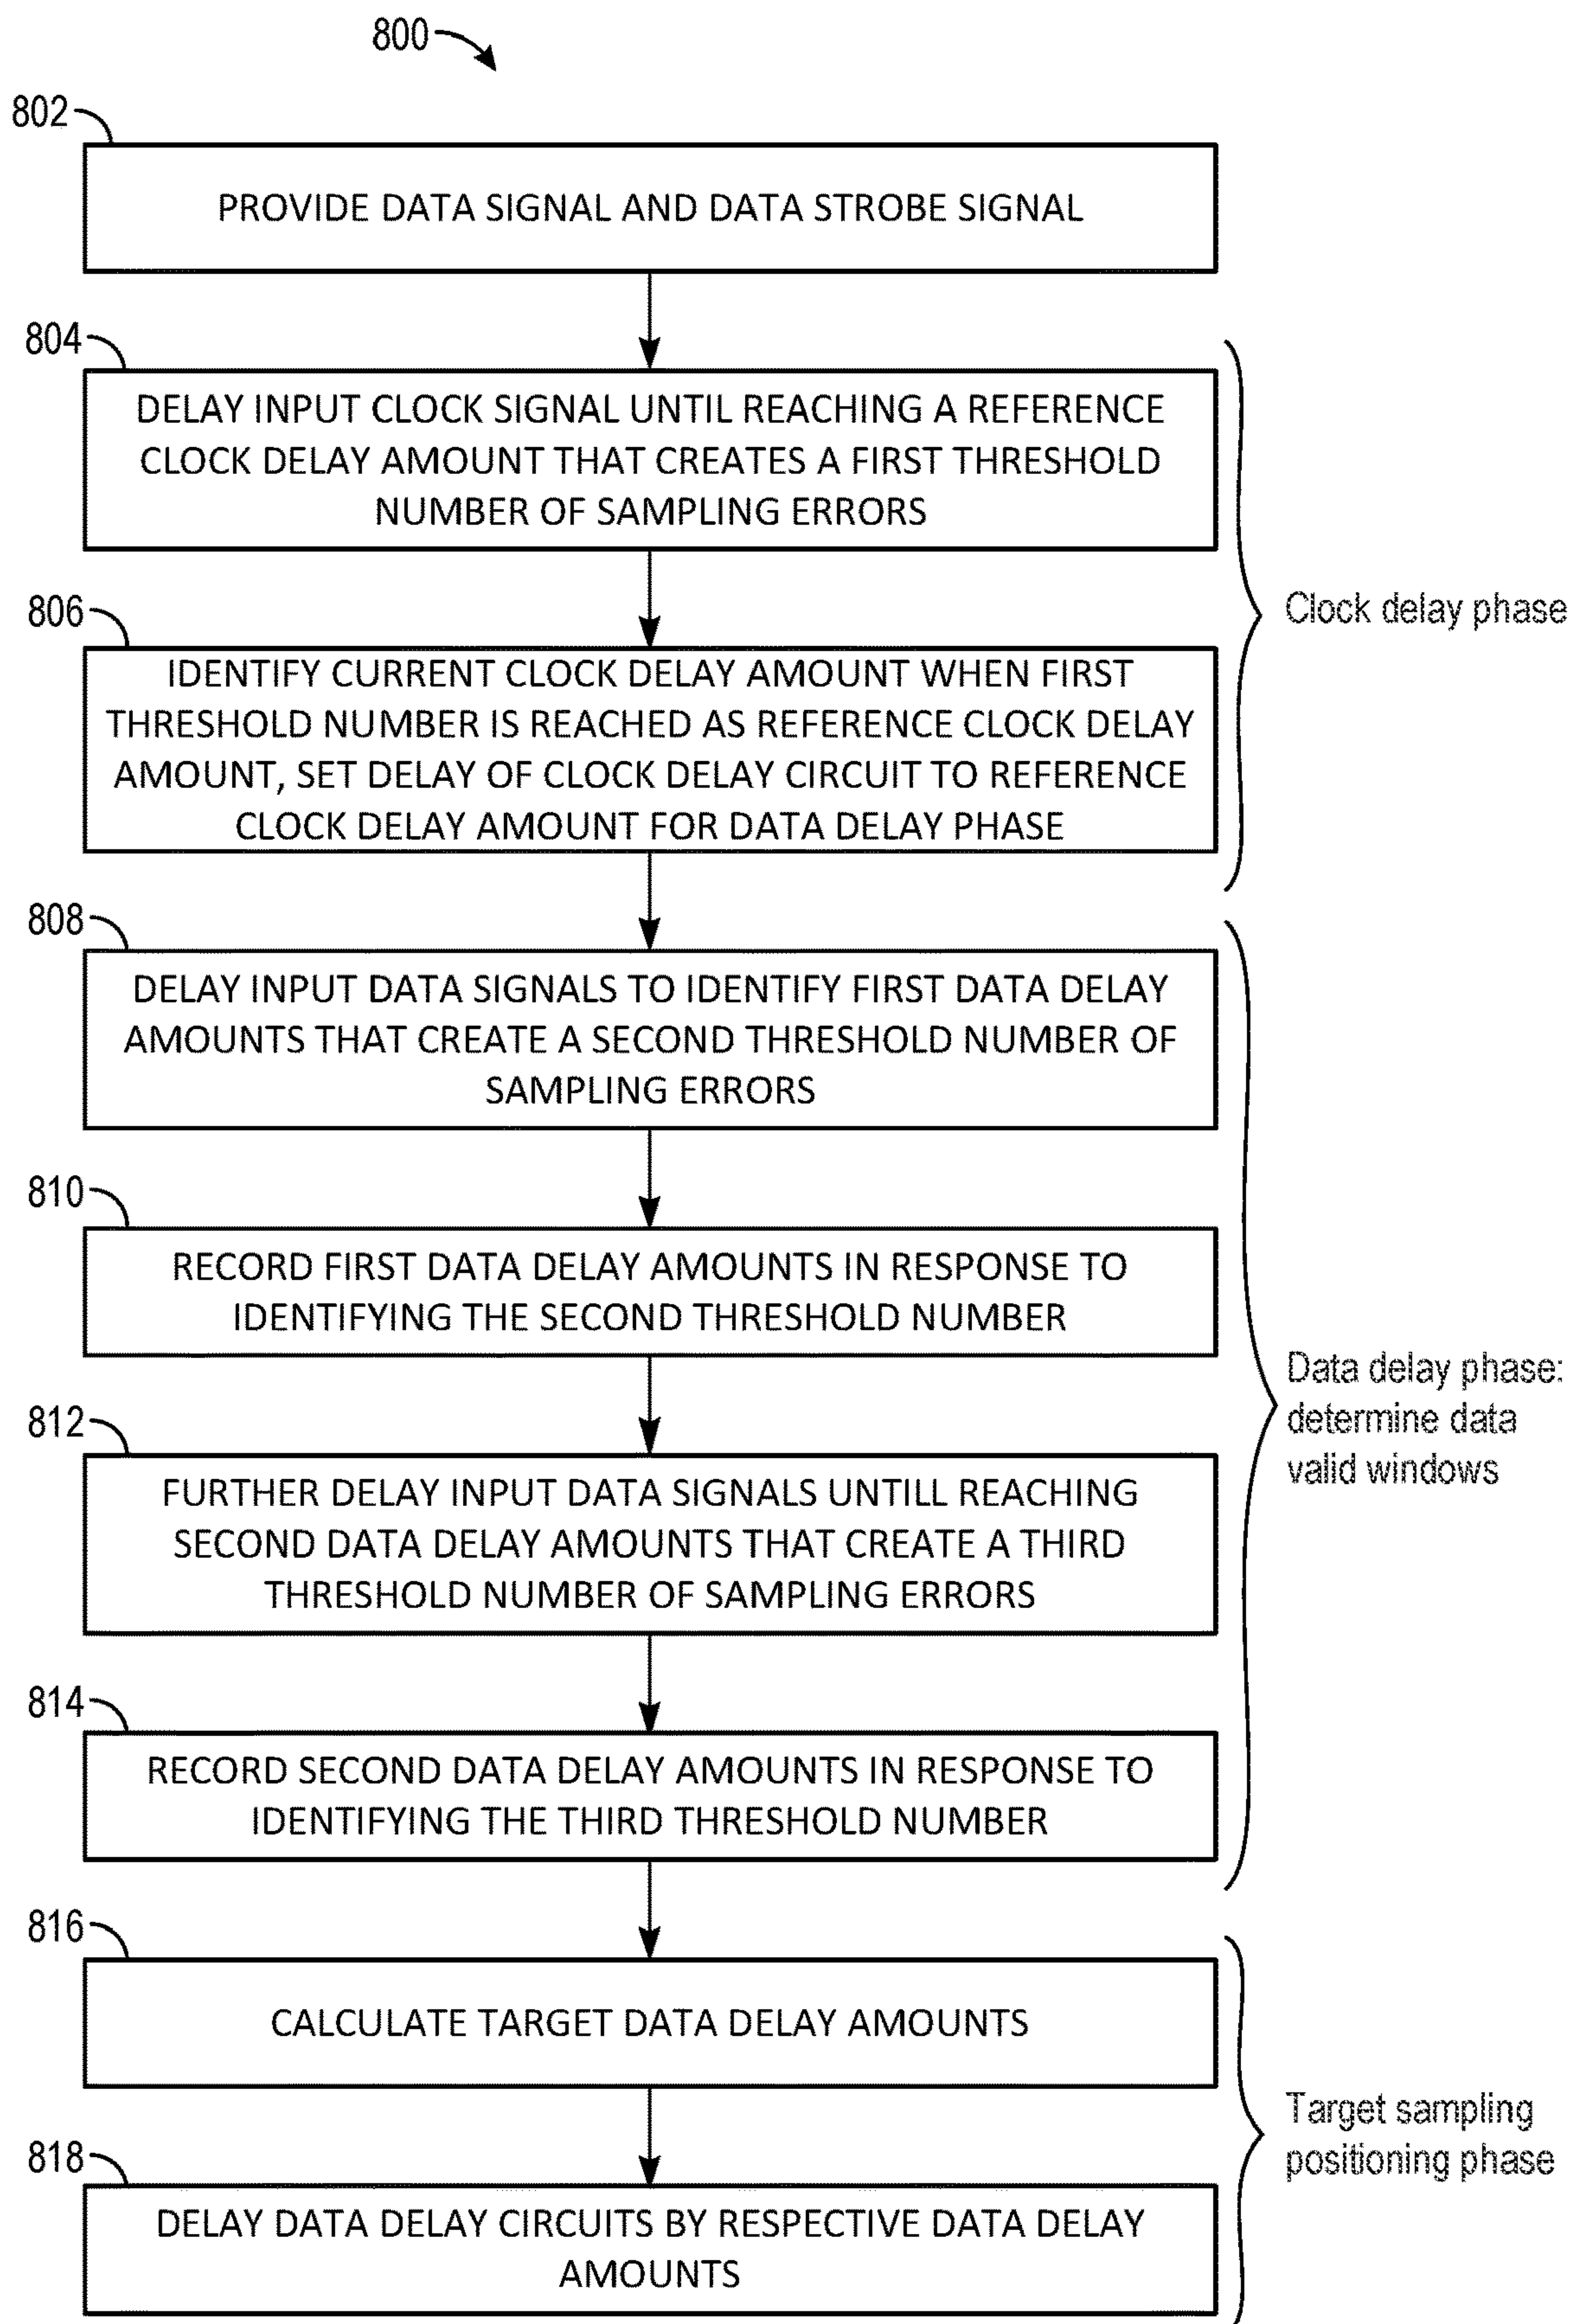 800
802
PROVIDE DATA SIGNAL AND DATA STROBE SIGNAL
804
DELAY INPUT CLOCK SIGNAL UNTIL REACHING A REFERENCE
CLOCK DELAY AMOUNT THAT CREATES A FIRST THRESHOLD
NUMBER OF SAMPLING ERRORS
Clock delay phase
806
IDENTIFY CURRENT CLOCK DELAY AMOUNT WHEN FIRST
THRESHOLD NUMBER IS REACHED AS REFERENCE CLOCK DELAY
AMOUNT, SET DELAY OF CLOCK DELAY CIRCUIT TO REFERENCE
CLOCK DELAY AMOUNT FOR DATA DELAY PHASE
808
DELAY INPUT DATA SIGNALS TO IDENTIFY FIRST DATA DELAY
AMOUNTS THAT CREATE A SECOND THRESHOLD NUMBER OF
SAMPLING ERRORS
810
RECORD FIRST DATA DELAY AMOUNTS IN RESPONSE TO
IDENTIFYING THE SECOND THRESHOLD NUMBER
Data delay phase:
determine data
valid windows
812
FURTHER DELAY INPUT DATA SIGNALS UNTILL REACHING
SECOND DATA DELAY AMOUNTS THAT CREATE A THIRD
THRESHOLD NUMBER OF SAMPLING ERRORS
814
RECORD SECOND DATA DELAY AMOUNTS IN RESPONSE TO
IDENTIFYING THE THIRD THRESHOLD NUMBER
816
CALCULATE TARGET DATA DELAY AMOUNTS
Target sampling
positioning phase
818
DELAY DATA DELAY CIRCUITS BY RESPECTIVE DATA DELAY
AMOUNTS